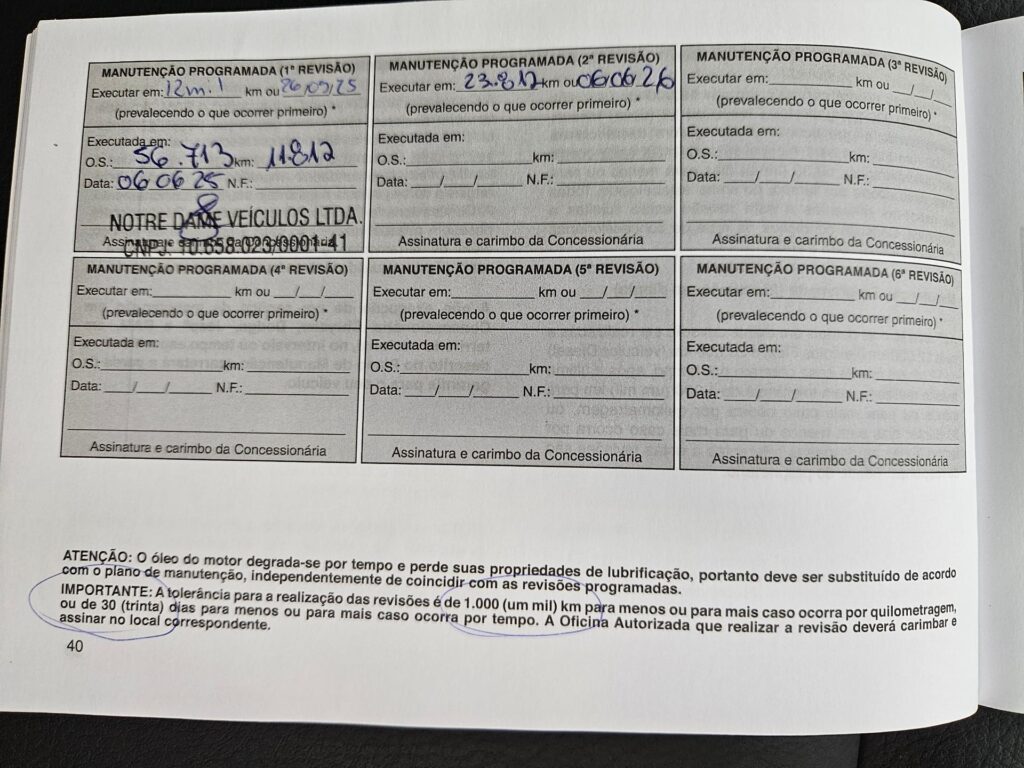 MANUTENÇÃO PROGRAMADA (1ª REVISÃO)
Executar em: 12mil km ou 26/09/25
(prevalecendo o que ocorrer primeiro) *
Executada em:
O.S.: 56.713 km: 11.812
Data: 06 06 25 N.F.:
NOTRE DAME VEÍCULOS LTDA.
CNPJ. 10.658.023/0001-41
MANUTENÇÃO PROGRAMADA (2ª REVISÃO)
Executar em: 23.812 km ou 06 06 26
(prevalecendo o que ocorrer primeiro) *
Executada em:
O.S.: km:
Data: / / N.F.:
Assinatura e carimbo da Concessionária
MANUTENÇÃO PROGRAMADA (3ª REVISÃO)
Executar em: km ou / /
(prevalecendo o que ocorrer primeiro) *
Executada em:
O.S.: km:
Data: / / N.F.:
Assinatura e carimbo da Concessionária
MANUTENÇÃO PROGRAMADA (4ª REVISÃO)
Executar em: km ou / /
(prevalecendo o que ocorrer primeiro) *
Executada em:
O.S.: km:
Data: / / N.F.:
Assinatura e carimbo da Concessionária
MANUTENÇÃO PROGRAMADA (5ª REVISÃO)
Executar em: km ou / /
(prevalecendo o que ocorrer primeiro) *
Executada em:
O.S.: km:
Data: / / N.F.:
Assinatura e carimbo da Concessionária
MANUTENÇÃO PROGRAMADA (6ª REVISÃO)
Executar em: km ou / /
(prevalecendo o que ocorrer primeiro) *
Executada em:
O.S.: km:
Data: / / N.F.:
Assinatura e carimbo da Concessionária
ATENÇÃO: O óleo do motor degrada-se por tempo e perde suas propriedades de lubrificação, portanto deve ser substituído de acordo
com o plano de manutenção, independentemente de coincidir com as revisões programadas.
IMPORTANTE: A tolerância para a realização das revisões é de 1.000 (um mil) km para menos ou para mais caso ocorra por quilometragem,
ou de 30 (trinta) dias para menos ou para mais caso ocorra por tempo. A Oficina Autorizada que realizar a revisão deverá carimbar e
assinar no local correspondente.
40